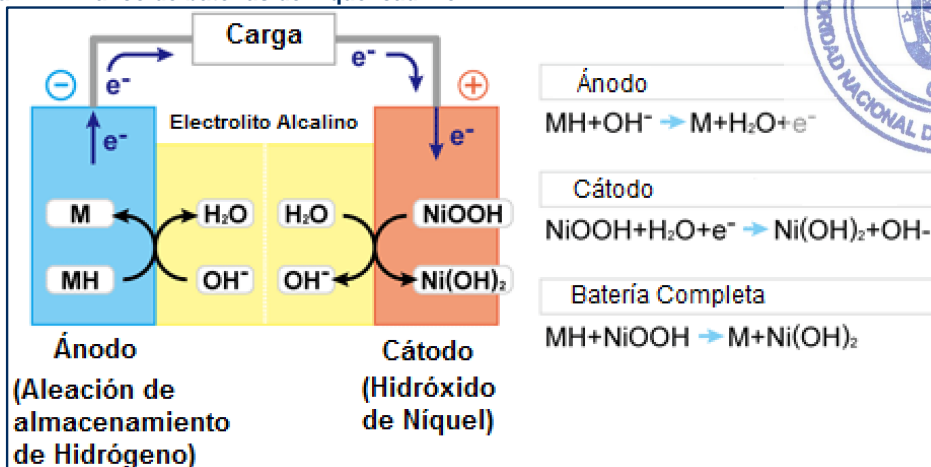 Carga
e⁻
e⁻
Electrolito Alcalino
e⁻
e⁻
M
H₂O
H₂O
NiOOH
MH
OH⁻
OH⁻
Ni(OH)₂
Ánodo
(Aleación de
almacenamiento
de Hidrógeno)
Cátodo
(Hidróxido
de Níquel)
Ánodo
MH+OH⁻ → M+H₂O+e⁻
Cátodo
NiOOH+H₂O+e⁻ → Ni(OH)₂+OH-
Batería Completa
MH+NiOOH → M+Ni(OH)₂
NACIONAL D